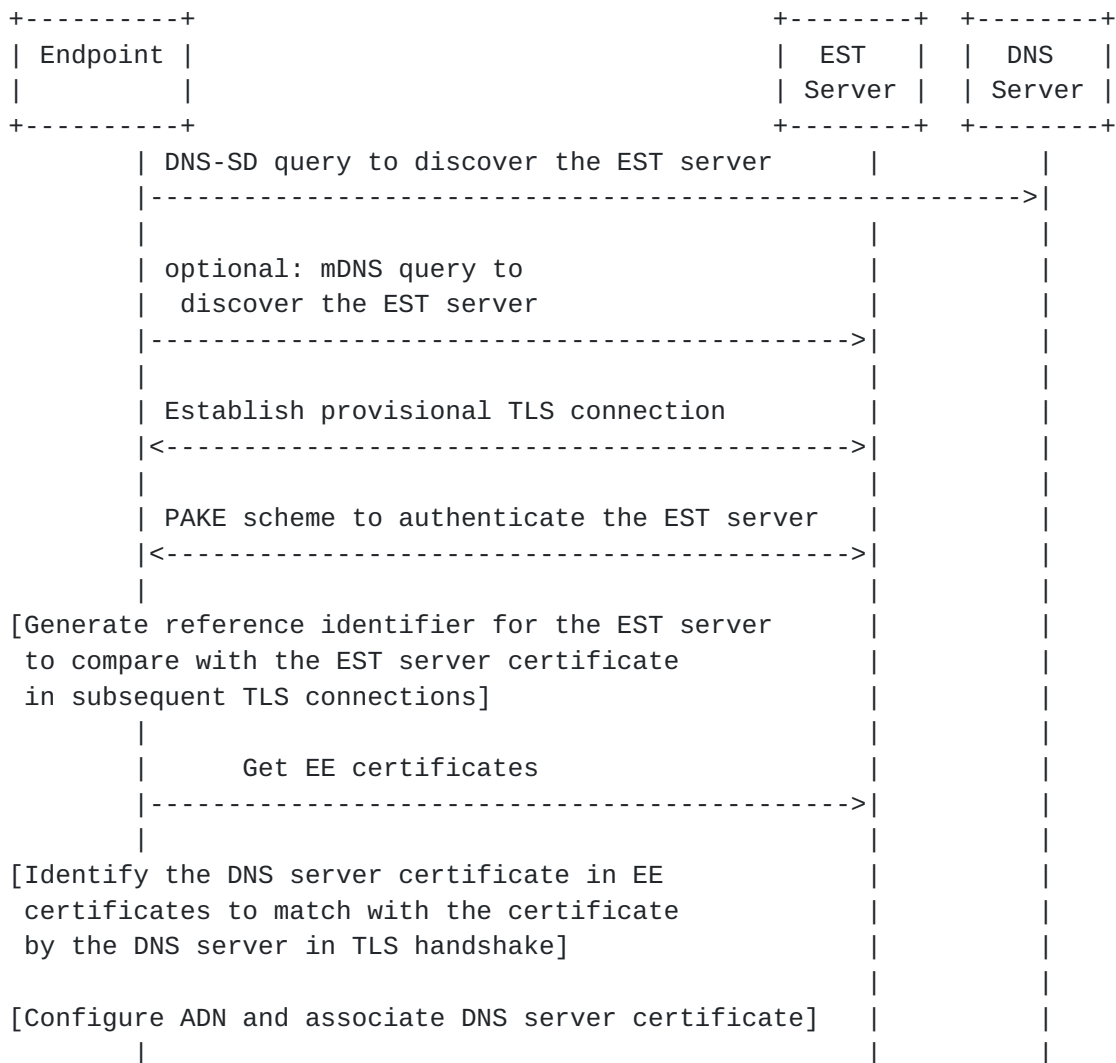 +----------+                                      +--------+  +--------+
| Endpoint |                                      |  EST   |  |  DNS   |
|          |                                      | Server |  | Server |
+----------+                                      +--------+  +--------+
        | DNS-SD query to discover the EST server      |          |
        |-------------------------------------------------------->|
        |                                              |          |
        | optional: mDNS query to                      |          |
        |  discover the EST server                     |          |
        |--------------------------------------------->|          |
        |                                              |          |
        | Establish provisional TLS connection         |          |
        |<-------------------------------------------->|          |
        |                                              |          |
        | PAKE scheme to authenticate the EST server   |          |
        |<-------------------------------------------->|          |
        |                                              |          |
[Generate reference identifier for the EST server      |          |
 to compare with the EST server certificate            |          |
 in subsequent TLS connections]                        |          |
        |                                              |          |
        |      Get EE certificates                     |          |
        |--------------------------------------------->|          |
        |                                              |          |
[Identify the DNS server certificate in EE             |          |
 certificates to match with the certificate            |          |
 by the DNS server in TLS handshake]                   |          |
                                                       |          |
[Configure ADN and associate DNS server certificate]   |          |
        |                                              |          |